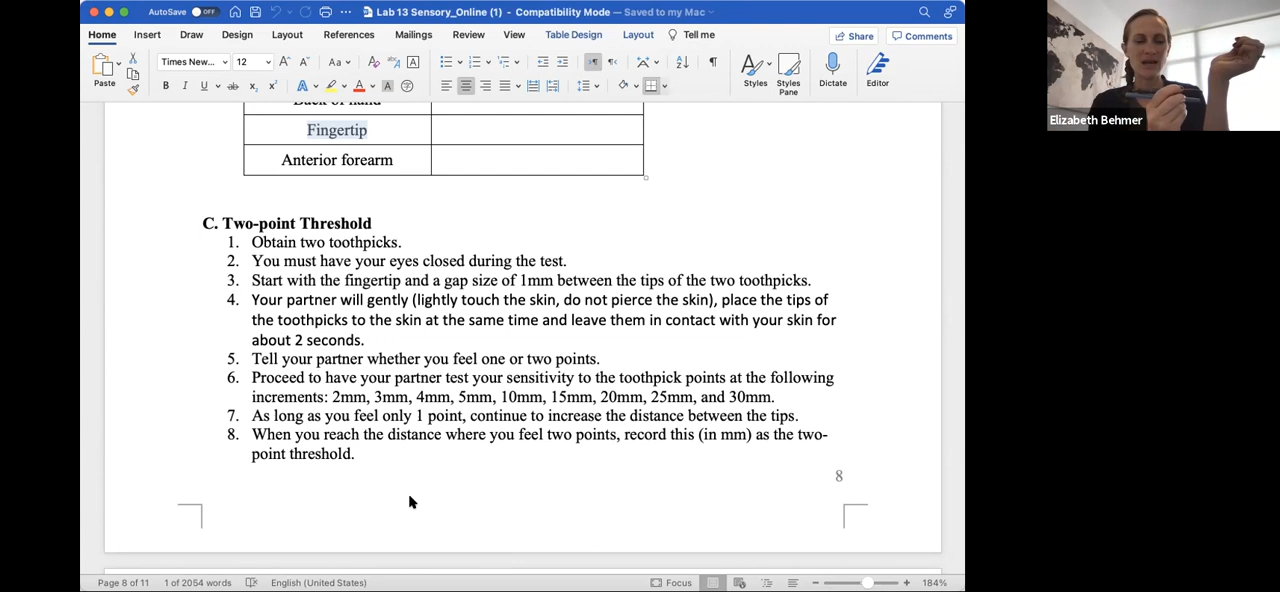 AutoSave OFF
Lab 13 Sensory_Online (1) - Compatibility Mode — Saved to my Mac
Home Insert Draw Design Layout References Mailings Review View Table Design Layout Tell me
Share Comments
Paste
Times New... 12
Styles
Styles Pane
Dictate
Editor
Elizabeth Behmer
Back of hand
Fingertip
Anterior forearm
C. Two-point Threshold
1. Obtain two toothpicks.
2. You must have your eyes closed during the test.
3. Start with the fingertip and a gap size of 1mm between the tips of the two toothpicks.
4. Your partner will gently (lightly touch the skin, do not pierce the skin), place the tips of
the toothpicks to the skin at the same time and leave them in contact with your skin for
about 2 seconds.
5. Tell your partner whether you feel one or two points.
6. Proceed to have your partner test your sensitivity to the toothpick points at the following
increments: 2mm, 3mm, 4mm, 5mm, 10mm, 15mm, 20mm, 25mm, and 30mm.
7. As long as you feel only 1 point, continue to increase the distance between the tips.
8. When you reach the distance where you feel two points, record this (in mm) as the two-
point threshold.
8
Page 8 of 11 1 of 2054 words English (United States) Focus 184%